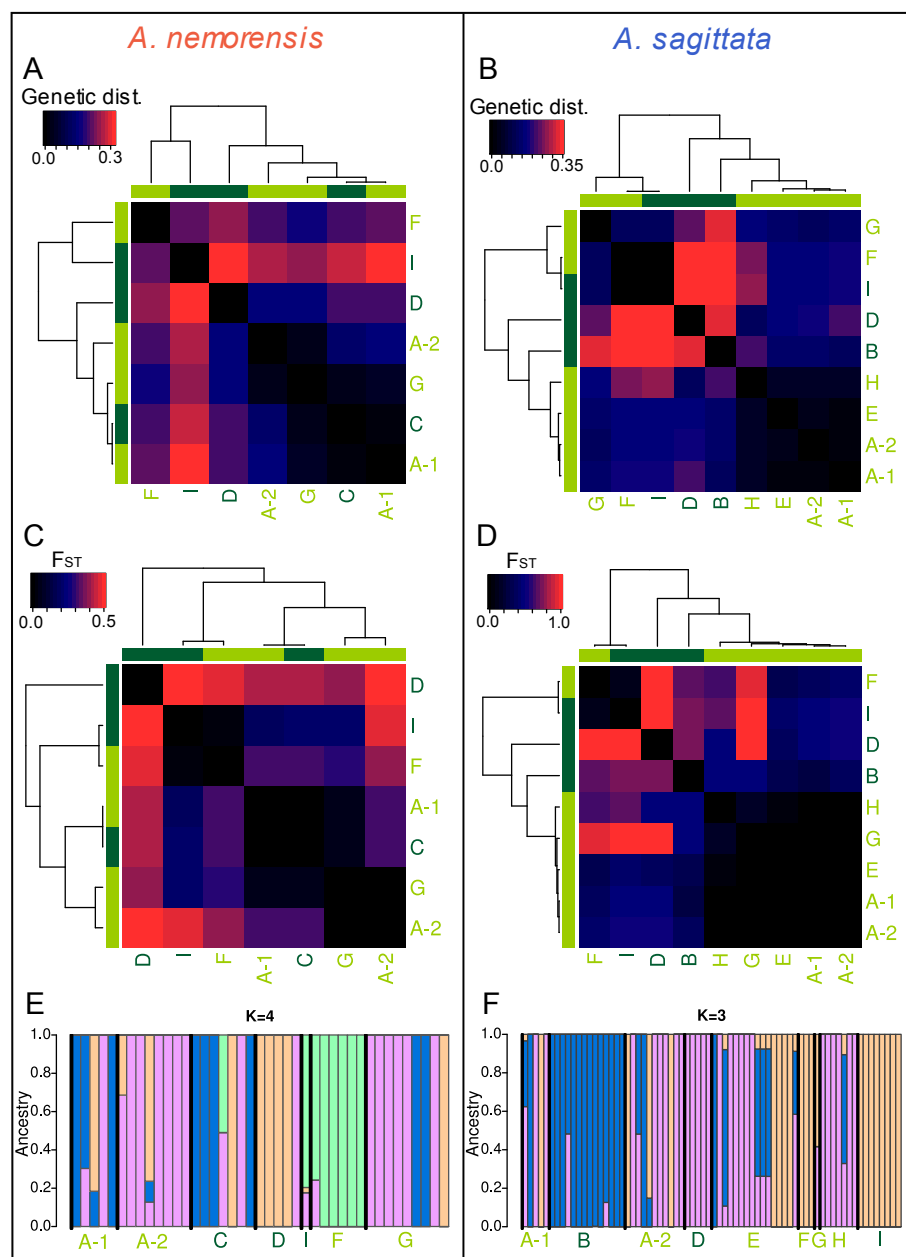 A. nemorensis
A. sagittata
A
Genetic dist.
0.0 0.3
F
I
D
A-2
G
C
A-1
F I D A-2 G C A-1
B
Genetic dist.
0.0 0.35
G
F
I
D
B
H
E
A-2
A-1
G F I D B H E A-2 A-1
C
FST
0.0 0.5
D
I
F
A-1
C
G
A-2
D I F A-1 C G A-2
D
FST
0.0 1.0
F
I
D
B
H
G
E
A-1
A-2
F I D B H G E A-1 A-2
E
K=4
Ancestry
1.0
0.8
0.6
0.4
0.2
0.0
A-1 A-2 C D I F G
F
K=3
Ancestry
1.0
0.8
0.6
0.4
0.2
0.0
A-1 B A-2 D E F G H I